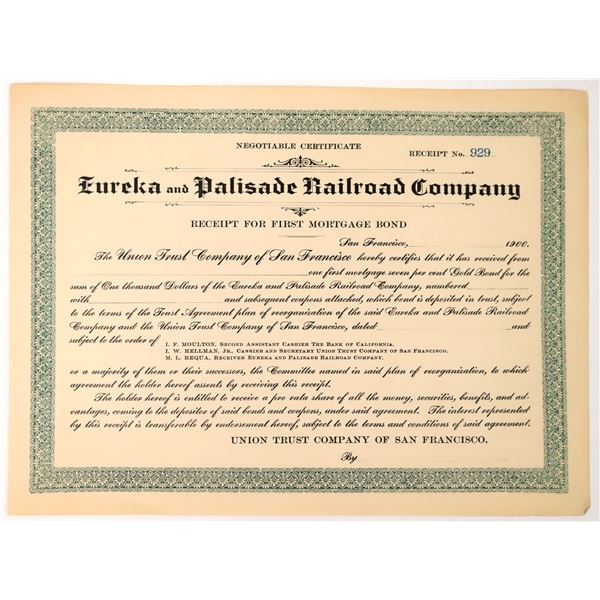 NEGOTIABLE CERTIFICATE
RECEIPT No. 929
Eureka and Palisade Railroad Company
RECEIPT FOR FIRST MORTGAGE BOND
San Francisco, 1900.
The Union Trust Company of San Francisco hereby certifies that it has received from
one first mortgage seven per cent Gold Bond for the
sum of One thousand Dollars of the Eureka and Palisade Railroad Company, numbered
with and subsequent coupons attached, which bond is deposited in trust, subject
to the terms of the Trust Agreement plan of reorganization of the said Eureka and Palisade Railroad
Company and the Union Trust Company of San Francisco, dated and
subject to the order of
I. F. MOULTON, SECOND ASSISTANT CASHIER THE BANK OF CALIFORNIA,
I. W. HELLMAN, JR., CASHIER AND SECRETARY UNION TRUST COMPANY OF SAN FRANCISCO,
M. L. REQUA, RECEIVER EUREKA AND PALISADE RAILROAD COMPANY,
or a majority of them or their successors, the Committee named in said plan of reorganization, to which
agreement the holder hereof assents by receiving this receipt.
The holder hereof is entitled to receive a pro rata share of all the money, securities, benefits, and ad-
vantages, coming to the depositor of said bonds and coupons, under said agreement. The interest represented
by this receipt is transferable by endorsement hereof, subject to the terms and conditions of said agreement.
UNION TRUST COMPANY OF SAN FRANCISCO.
By